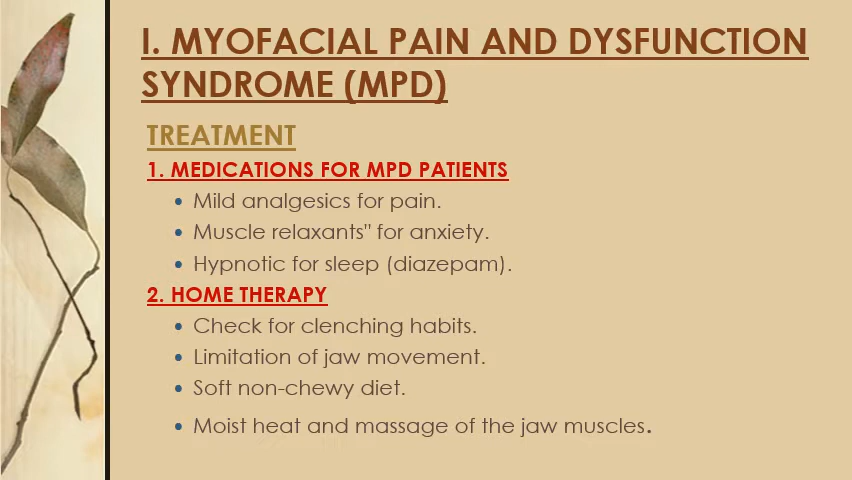 I. MYOFACIAL PAIN AND DYSFUNCTION
SYNDROME (MPD)
TREATMENT
1. MEDICATIONS FOR MPD PATIENTS
• Mild analgesics for pain.
• Muscle relaxants" for anxiety.
• Hypnotic for sleep (diazepam).
2. HOME THERAPY
• Check for clenching habits.
• Limitation of jaw movement.
• Soft non-chewy diet.
• Moist heat and massage of the jaw muscles.